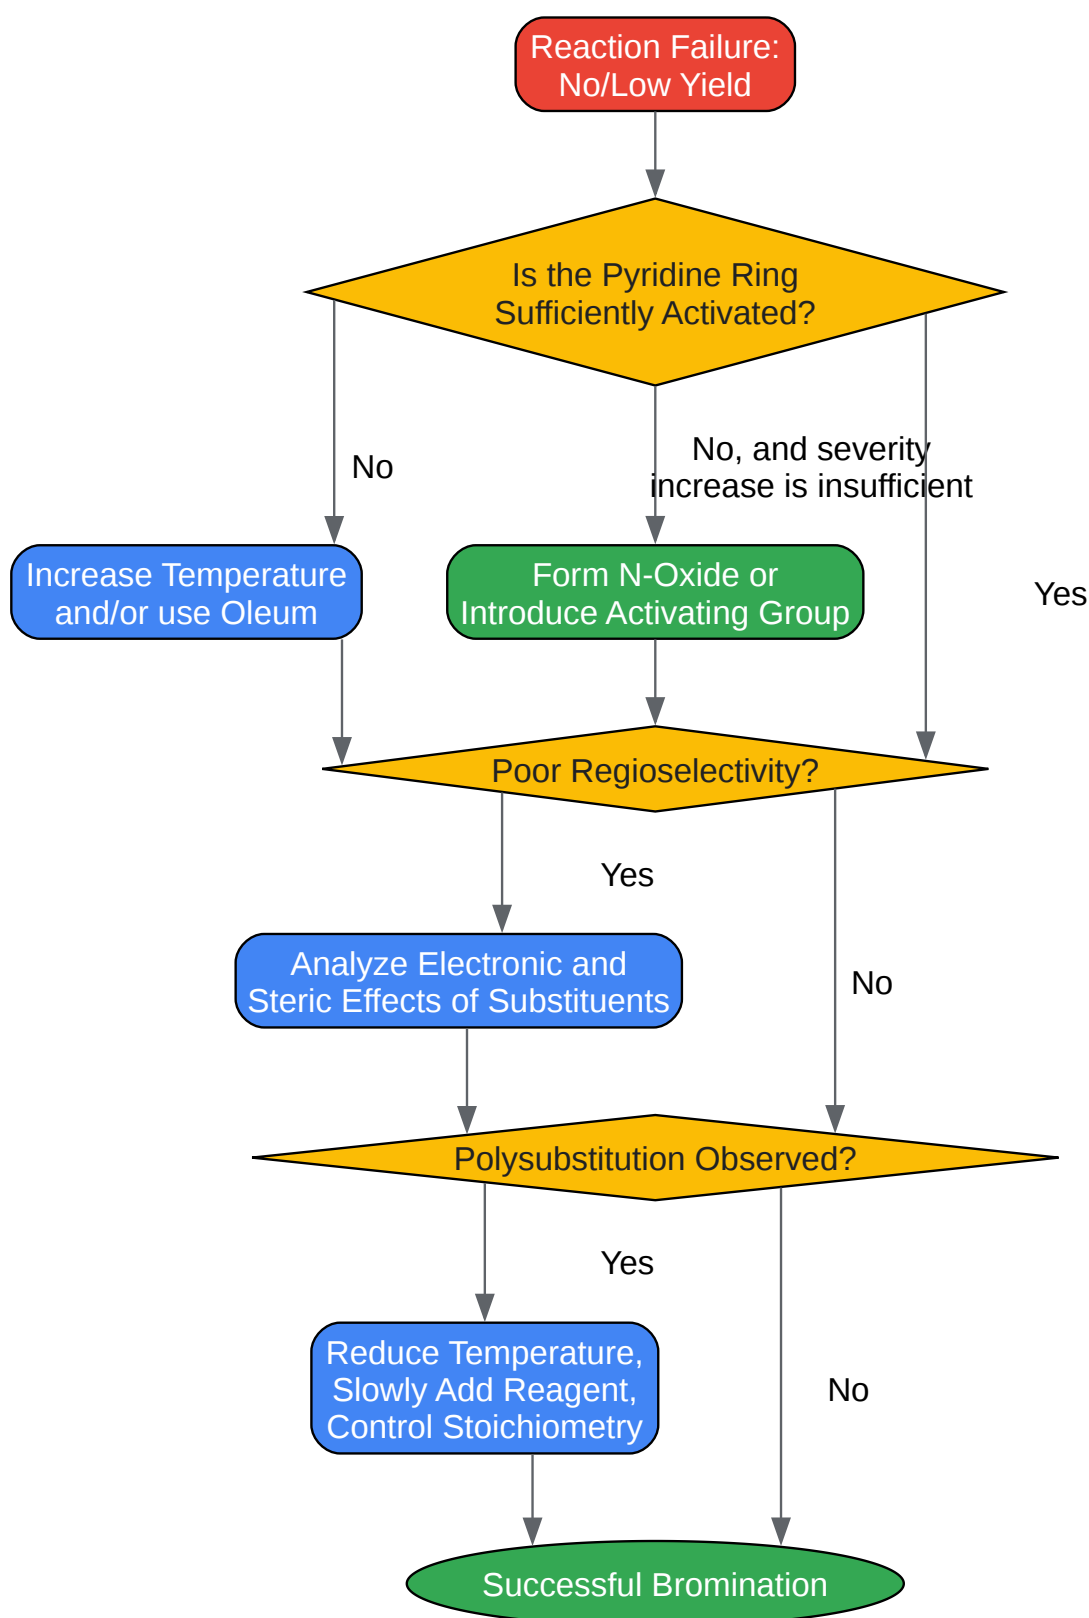 Reaction Failure:
No/Low Yield
Is the Pyridine Ring
Sufficiently Activated?
No
No, and severity
increase is insufficient
Yes
Increase Temperature
and/or use Oleum
Form N-Oxide or
Introduce Activating Group
Poor Regioselectivity?
Yes
No
Analyze Electronic and
Steric Effects of Substituents
Polysubstitution Observed?
Yes
No
Reduce Temperature,
Slowly Add Reagent,
Control Stoichiometry
Successful Bromination